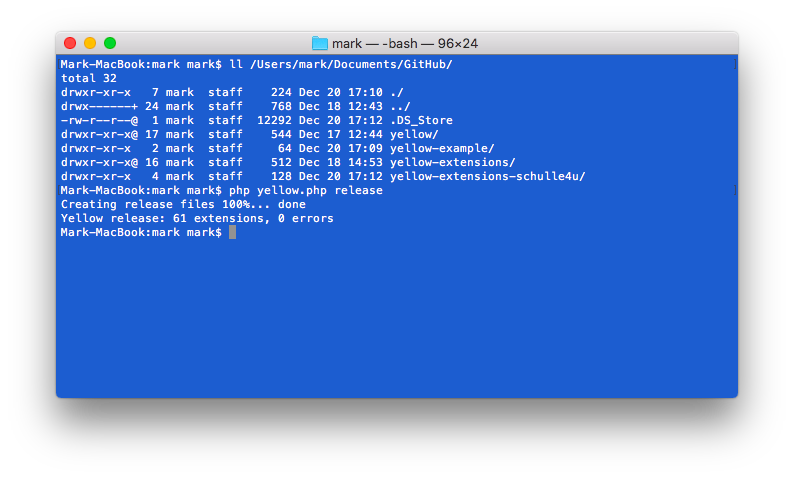 mark — -bash — 96×24
Mark-MacBook:mark mark$ ll /Users/mark/Documents/GitHub/
total 32
drwxr-xr-x   7 mark  staff    224 Dec 20 17:10 ./
drwx------+ 24 mark  staff    768 Dec 18 12:43 ../
-rw-r--r--@  1 mark  staff  12292 Dec 20 17:12 .DS_Store
drwxr-xr-x@ 17 mark  staff    544 Dec 17 12:44 yellow/
drwxr-xr-x   2 mark  staff     64 Dec 20 17:09 yellow-example/
drwxr-xr-x@ 16 mark  staff    512 Dec 18 14:53 yellow-extensions/
drwxr-xr-x   4 mark  staff    128 Dec 20 17:12 yellow-extensions-schulle4u/
Mark-MacBook:mark mark$ php yellow.php release
Creating release files 100%... done
Yellow release: 61 extensions, 0 errors
Mark-MacBook:mark mark$